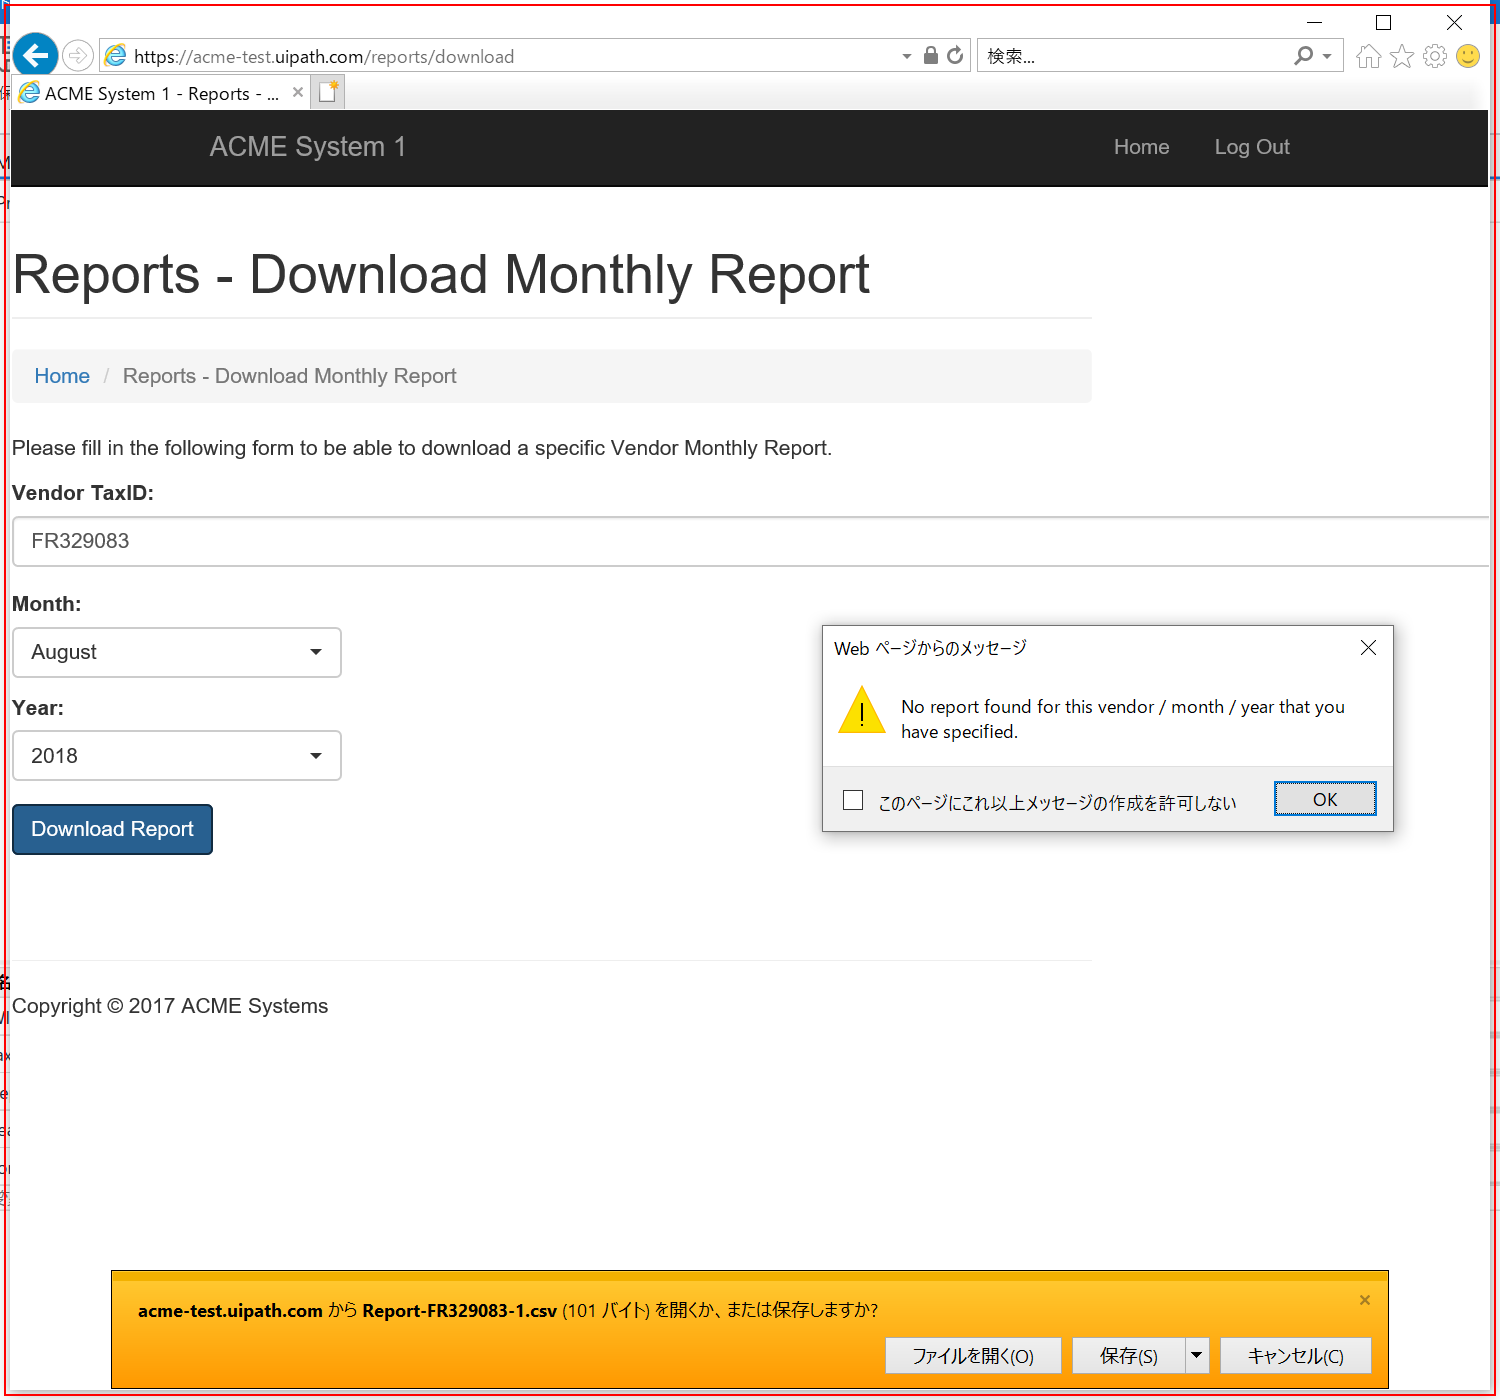 https://acme-test.uipath.com/reports/download
検索...
ACME System 1 - Reports - ...
ACME System 1
Home
Log Out
Reports - Download Monthly Report
Home / Reports - Download Monthly Report
Please fill in the following form to be able to download a specific Vendor Monthly Report.
Vendor TaxID:
FR329083
Month:
August
Year:
2018
Download Report
Web ページからのメッセージ
No report found for this vendor / month / year that you
have specified.
このページにこれ以上メッセージの作成を許可しない
OK
Copyright © 2017 ACME Systems
acme-test.uipath.com から Report-FR329083-1.csv (101 バイト) を開くか、または保存しますか?
ファイルを開く(O)
保存(S)
キャンセル(C)